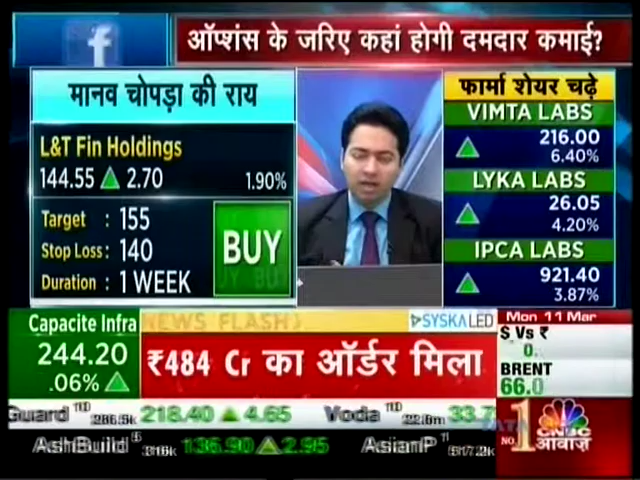 ऑप्शंस के जरिए कहां होगी दमदार कमाई?
मानव चोपड़ा की राय
L&T Fin Holdings
144.55 2.70 1.90%
Target : 155
Stop Loss: 140
Duration : 1 WEEK
BUY
फार्मा शेयर चढ़े
VIMTA LABS
216.00
6.40%
LYKA LABS
26.05
4.20%
IPCA LABS
921.40
3.87%
Capacite Infra
244.20
.06%
NEWS FLASH
SYSKA LED
₹484 Cr का ऑर्डर मिला
Mon 11 Mar
$ Vs ₹
0.
BRENT
66.0
Guard 218.40 4.65 Voda 33.7
AshBuild 136.90 2.95 AsianP
NO. 1 CNBC
आवाज़